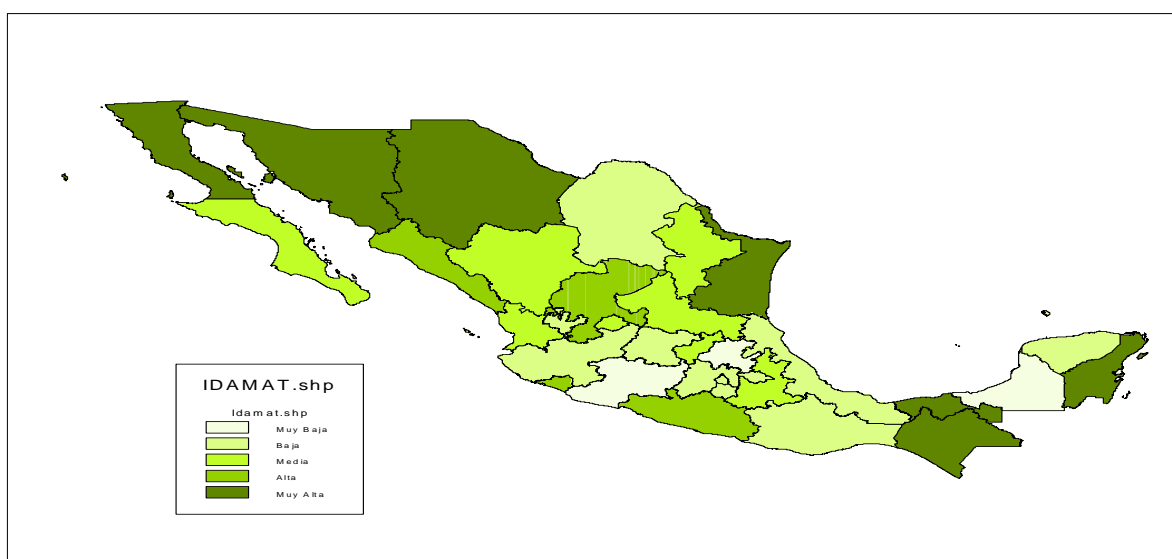 IDAMAT.shp
Idamat.shp
Muy Baja
Baja
Media
Alta
Muy Alta